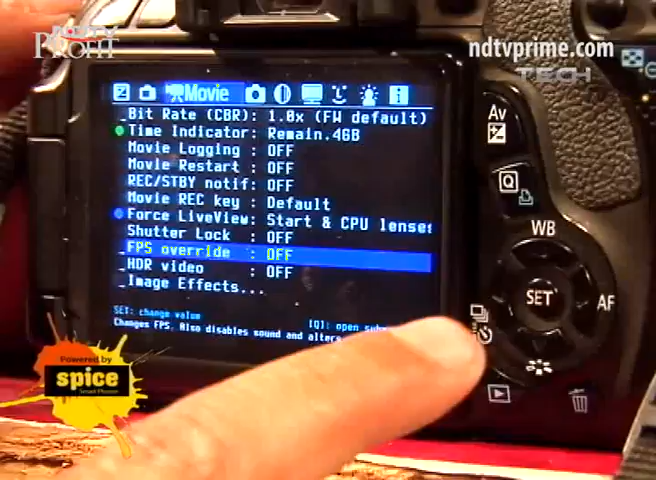 NDTV
PROFIT
ndtvprime.com
TECH
Movie
Bit Rate (CBR): 1.0x (FW default)
Time Indicator: Remain.4GB
Movie Logging : OFF
Movie Restart : OFF
REC/STBY notif: OFF
Movie REC key : Default
Force LiveView: Start & CPU lenses
Shutter Lock : OFF
FPS override : OFF
HDR video : OFF
Image Effects...
SET: change value
[Q]: open
Changes FPS. Also disables sound and alters
Av
Q
WB
SET
AF
Powered by
spice